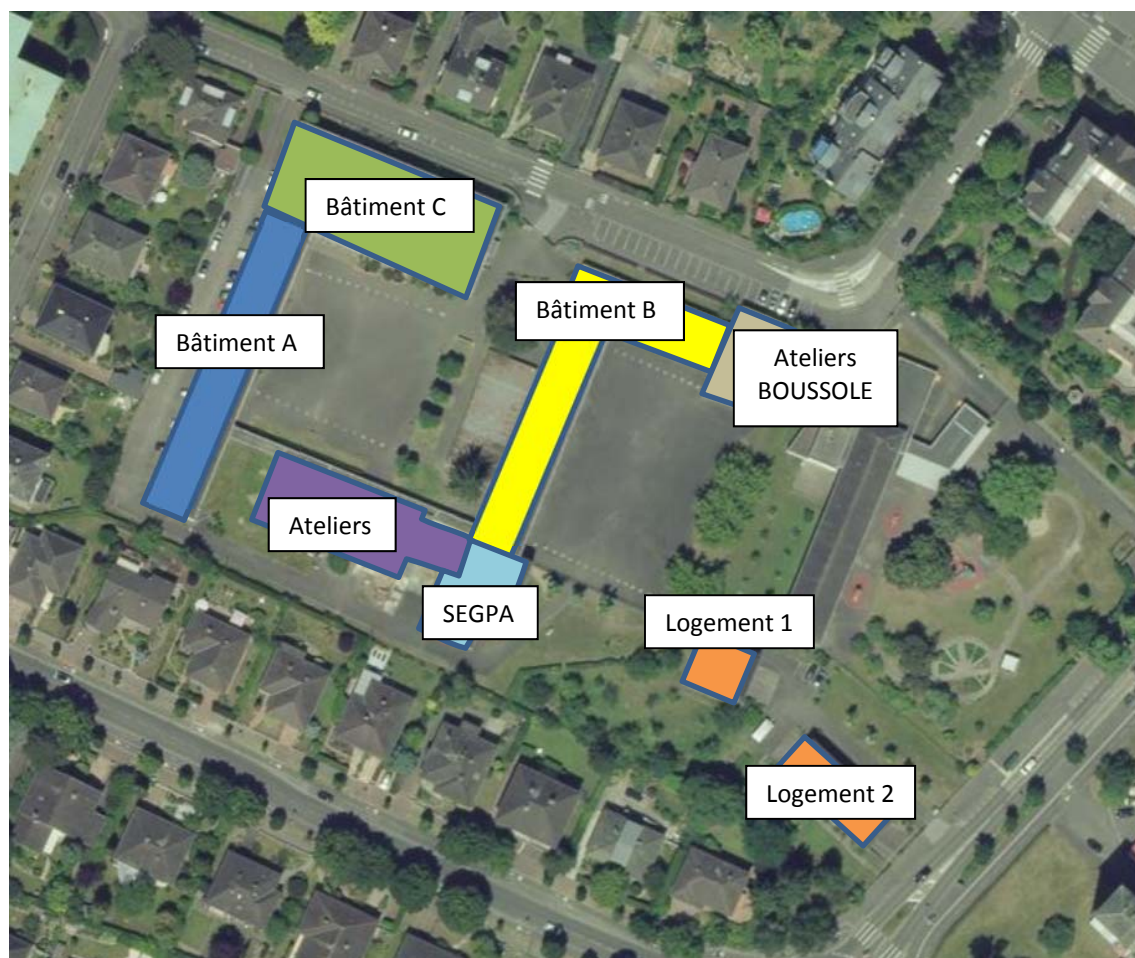 Bâtiment C
Bâtiment B
Bâtiment A
Ateliers
BOUSSOLE
Ateliers
SEGPA
Logement 1
Logement 2